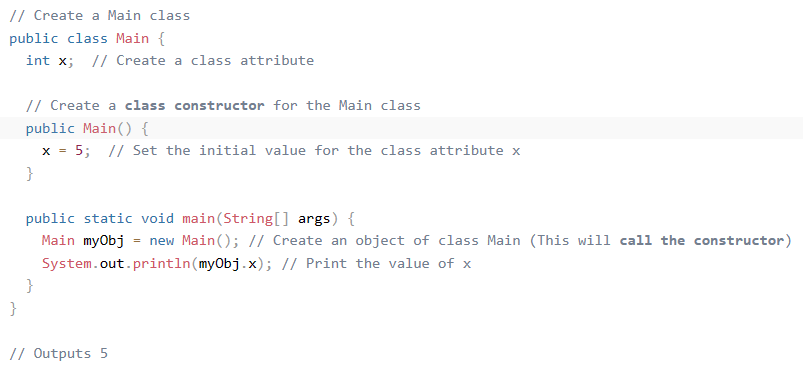 // Create a Main class
public class Main {
  int x;  // Create a class attribute

  // Create a class constructor for the Main class
  public Main() {
    x = 5;  // Set the initial value for the class attribute x
  }

  public static void main(String[] args) {
    Main myObj = new Main(); // Create an object of class Main (This will call the constructor)
    System.out.println(myObj.x); // Print the value of x
  }
}

// Outputs 5